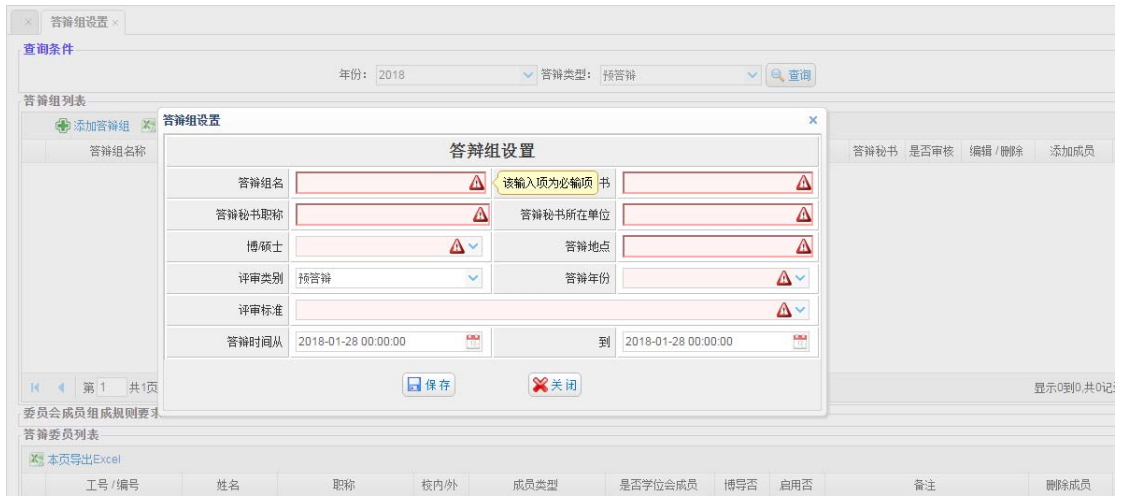 答辩组设置
查询条件
年份： 2018 答辩类型： 预答辩 查询
答辩组列表
添加答辩组
答辩组名称 答辩秘书 是否审核 编辑/删除 添加成员
答辩组设置
答辩组设置
答辩组名 该输入项为必输项 书
答辩秘书职称 答辩秘书所在单位
博/硕士 答辩地点
评审类别 预答辩 答辩年份
评审标准
答辩时间从 2018-01-28 00:00:00 到 2018-01-28 00:00:00
保存 关闭
第 1 共1页 显示0到0,共0记
委员会成员组成规则要求
答辩委员列表
本页导出Excel
工号/编号 姓名 职称 校内/外 成员类型 是否学位会成员 博导否 启用否 备注 删除成员